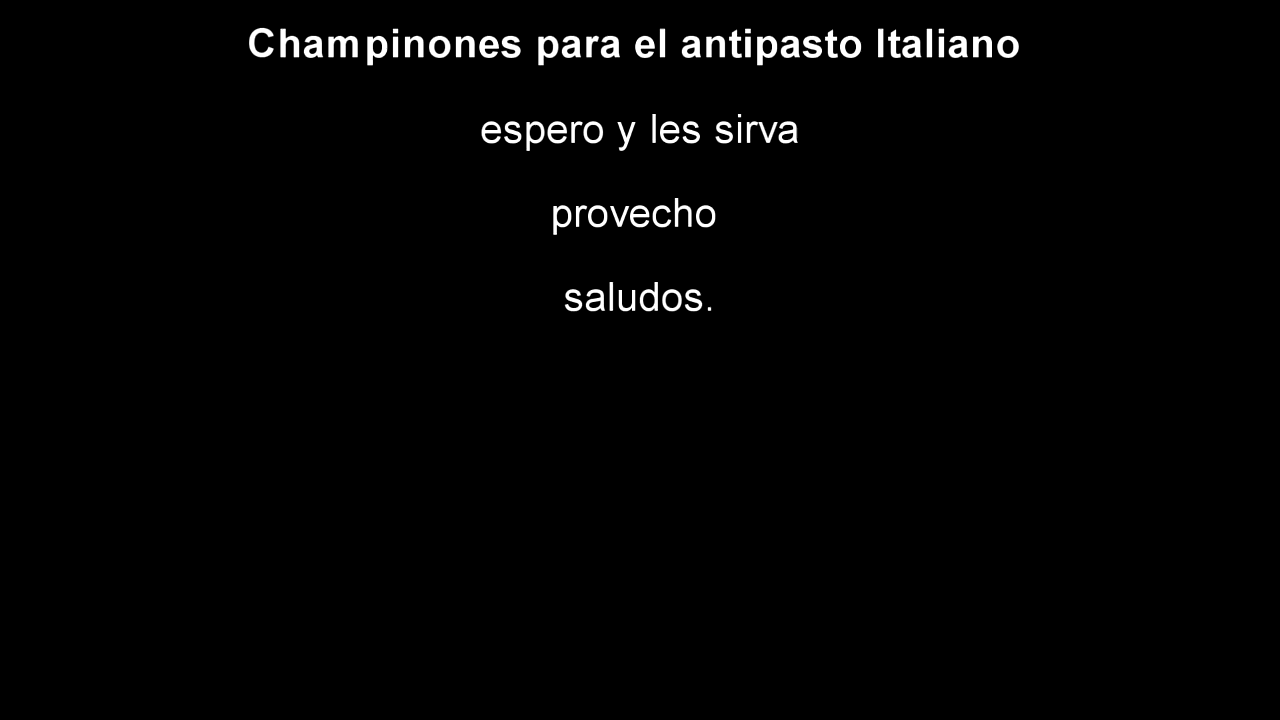 Champinones para el antipasto Italiano
espero y les sirva
provecho
saludos.